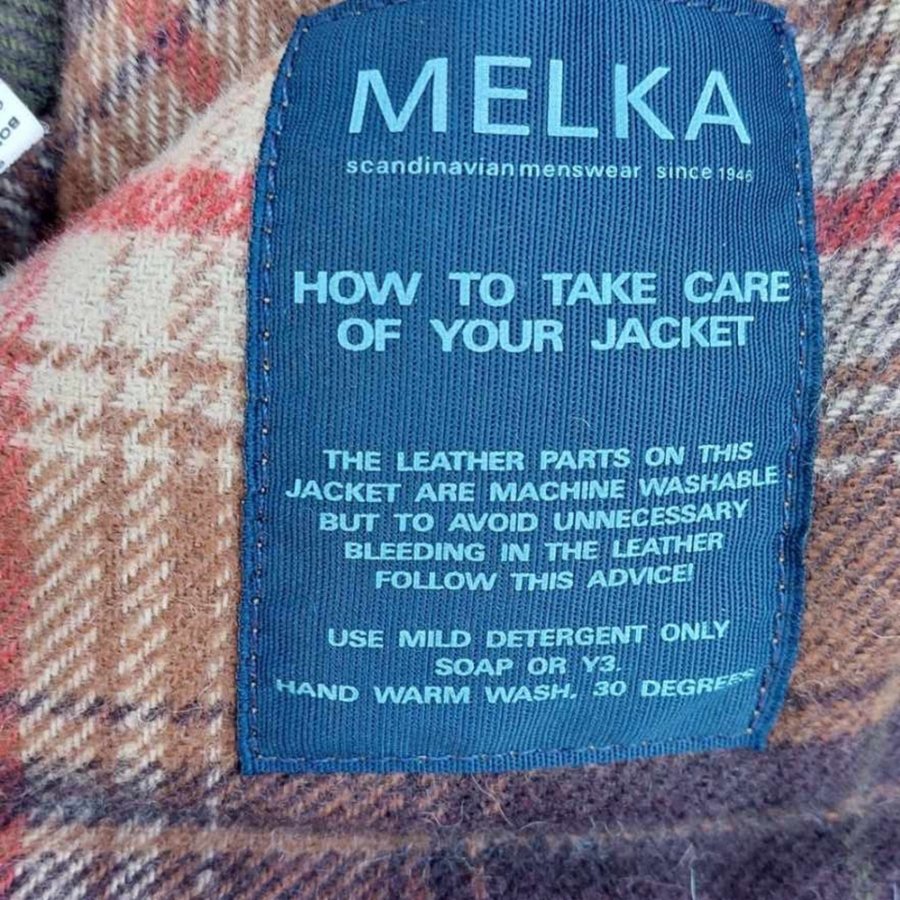 MELKA
scandinavian menswear since 1946
HOW TO TAKE CARE
OF YOUR JACKET
THE LEATHER PARTS ON THIS
JACKET ARE MACHINE WASHABLE
BUT TO AVOID UNNECESSARY
BLEEDING IN THE LEATHER
FOLLOW THIS ADVICE!
USE MILD DETERGENT ONLY
SOAP OR Y3.
HAND WARM WASH. 30 DEGREES